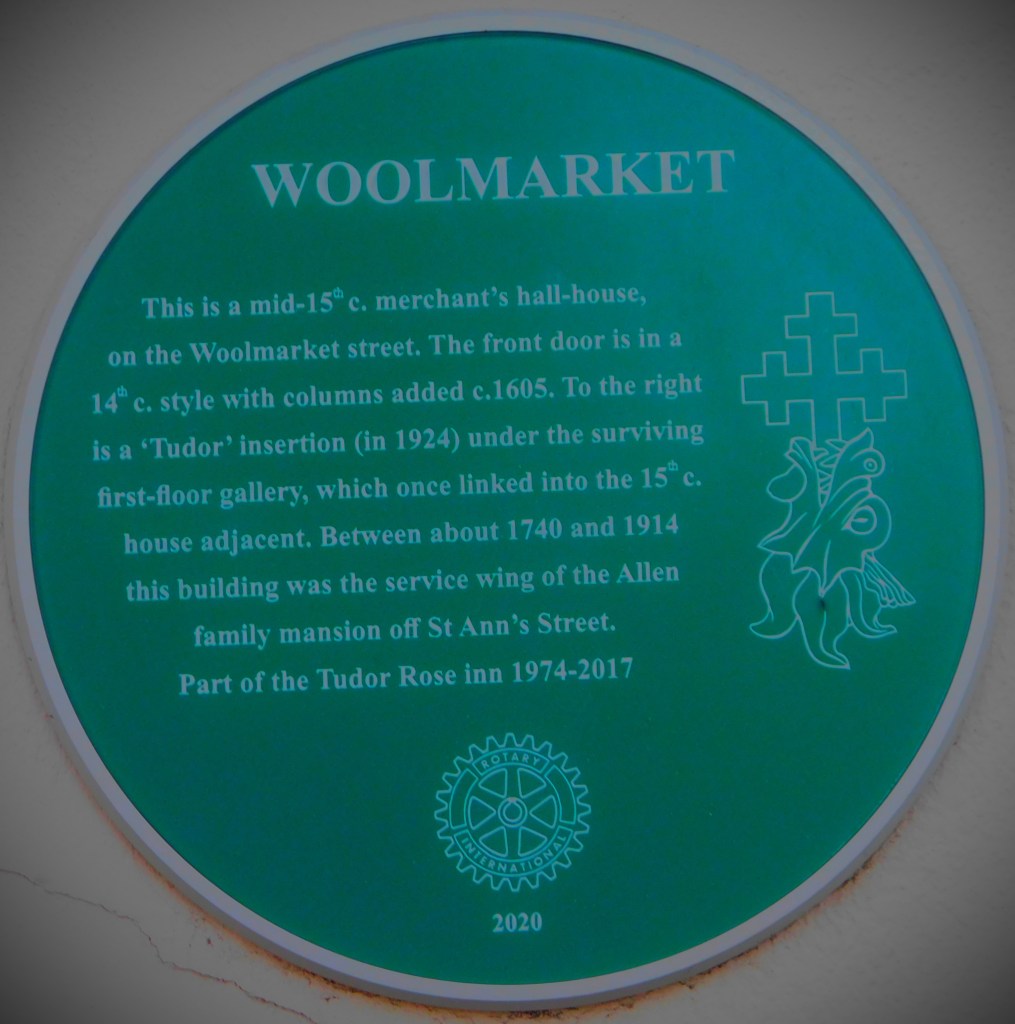 WOOLMARKET
This is a mid-15th c. merchant's hall-house,
on the Woolmarket street. The front door is in a
14th c. style with columns added c.1605. To the right
is a 'Tudor' insertion (in 1924) under the surviving
first-floor gallery, which once linked into the 15th c.
house adjacent. Between about 1740 and 1914
this building was the service wing of the Allen
family mansion off St Ann's Street.
Part of the Tudor Rose inn 1974-2017
ROTARY
INTERNATIONAL
2020